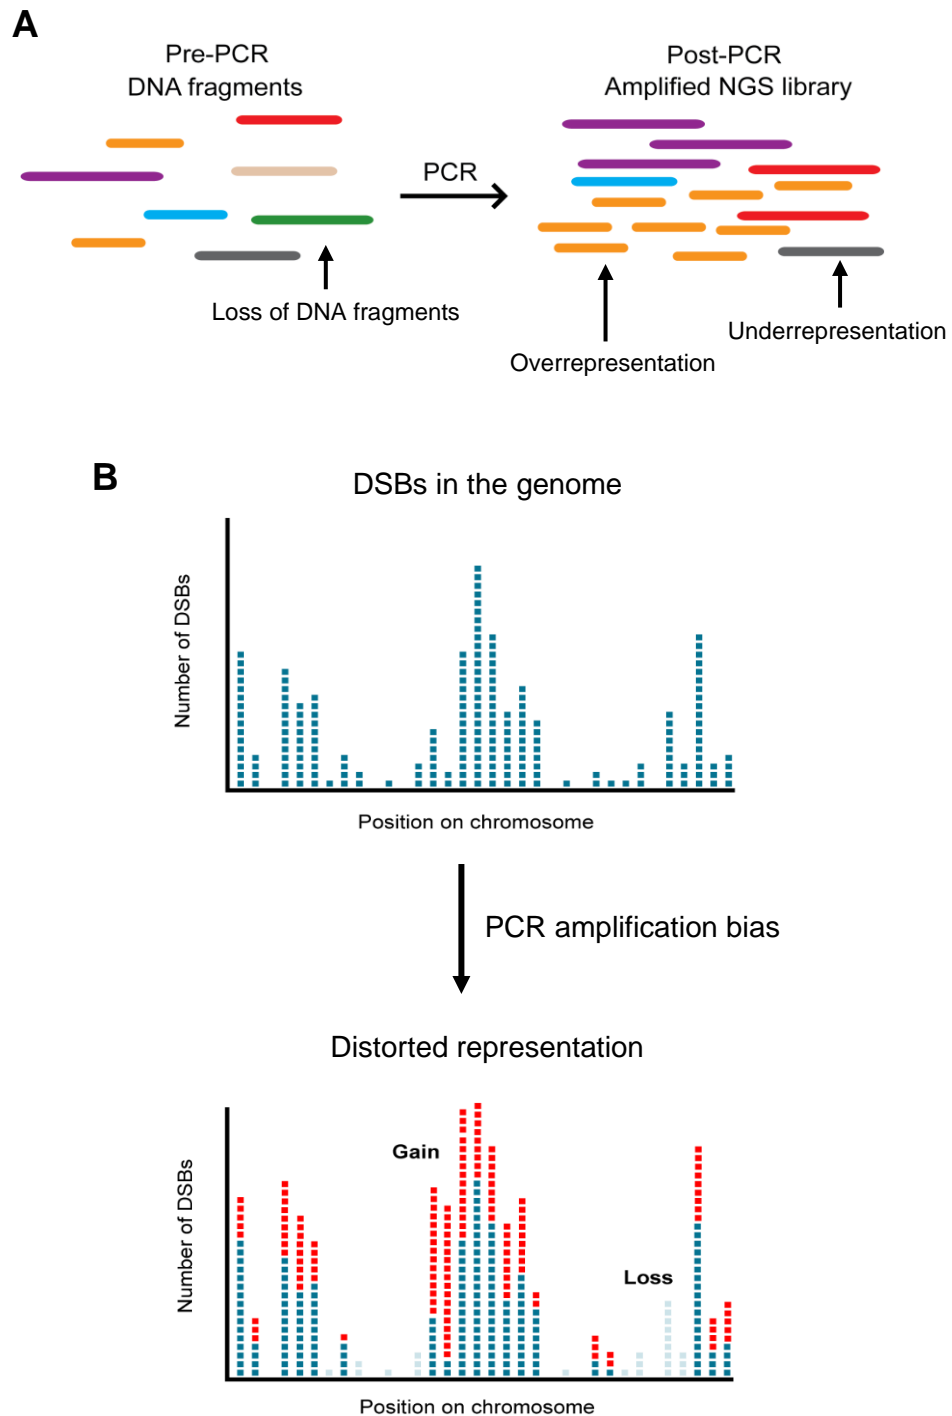 A
Pre-PCR
DNA fragments
Post-PCR
Amplified NGS library
PCR
Loss of DNA fragments
Overrepresentation
Underrepresentation
B
DSBs in the genome
Number of DSBs
Position on chromosome
PCR amplification bias
Distorted representation
Number of DSBs
Gain
Loss
Position on chromosome